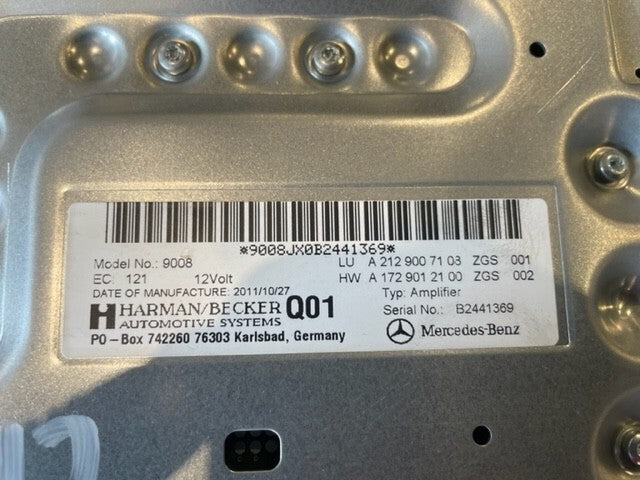 *9008JX0B2441369*
Model No.: 9008 LU A 212 900 71 03 ZGS 001
EC: 121 12Volt HW A 172 901 21 00 ZGS 002
DATE OF MANUFACTURE: 2011/10/27 Typ: Amplifier
HARMAN/BECKER Q01 Serial No.: B2441369
AUTOMOTIVE SYSTEMS Mercedes-Benz
PO-Box 742260 76303 Karlsbad, Germany